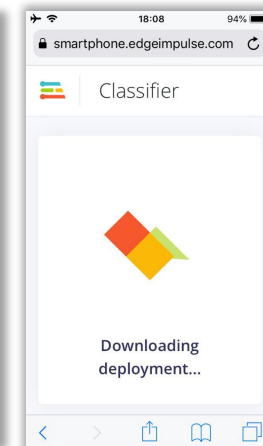 18:08
94%
smartphone.edgeimpulse.com
Classifier
Downloading
deployment...